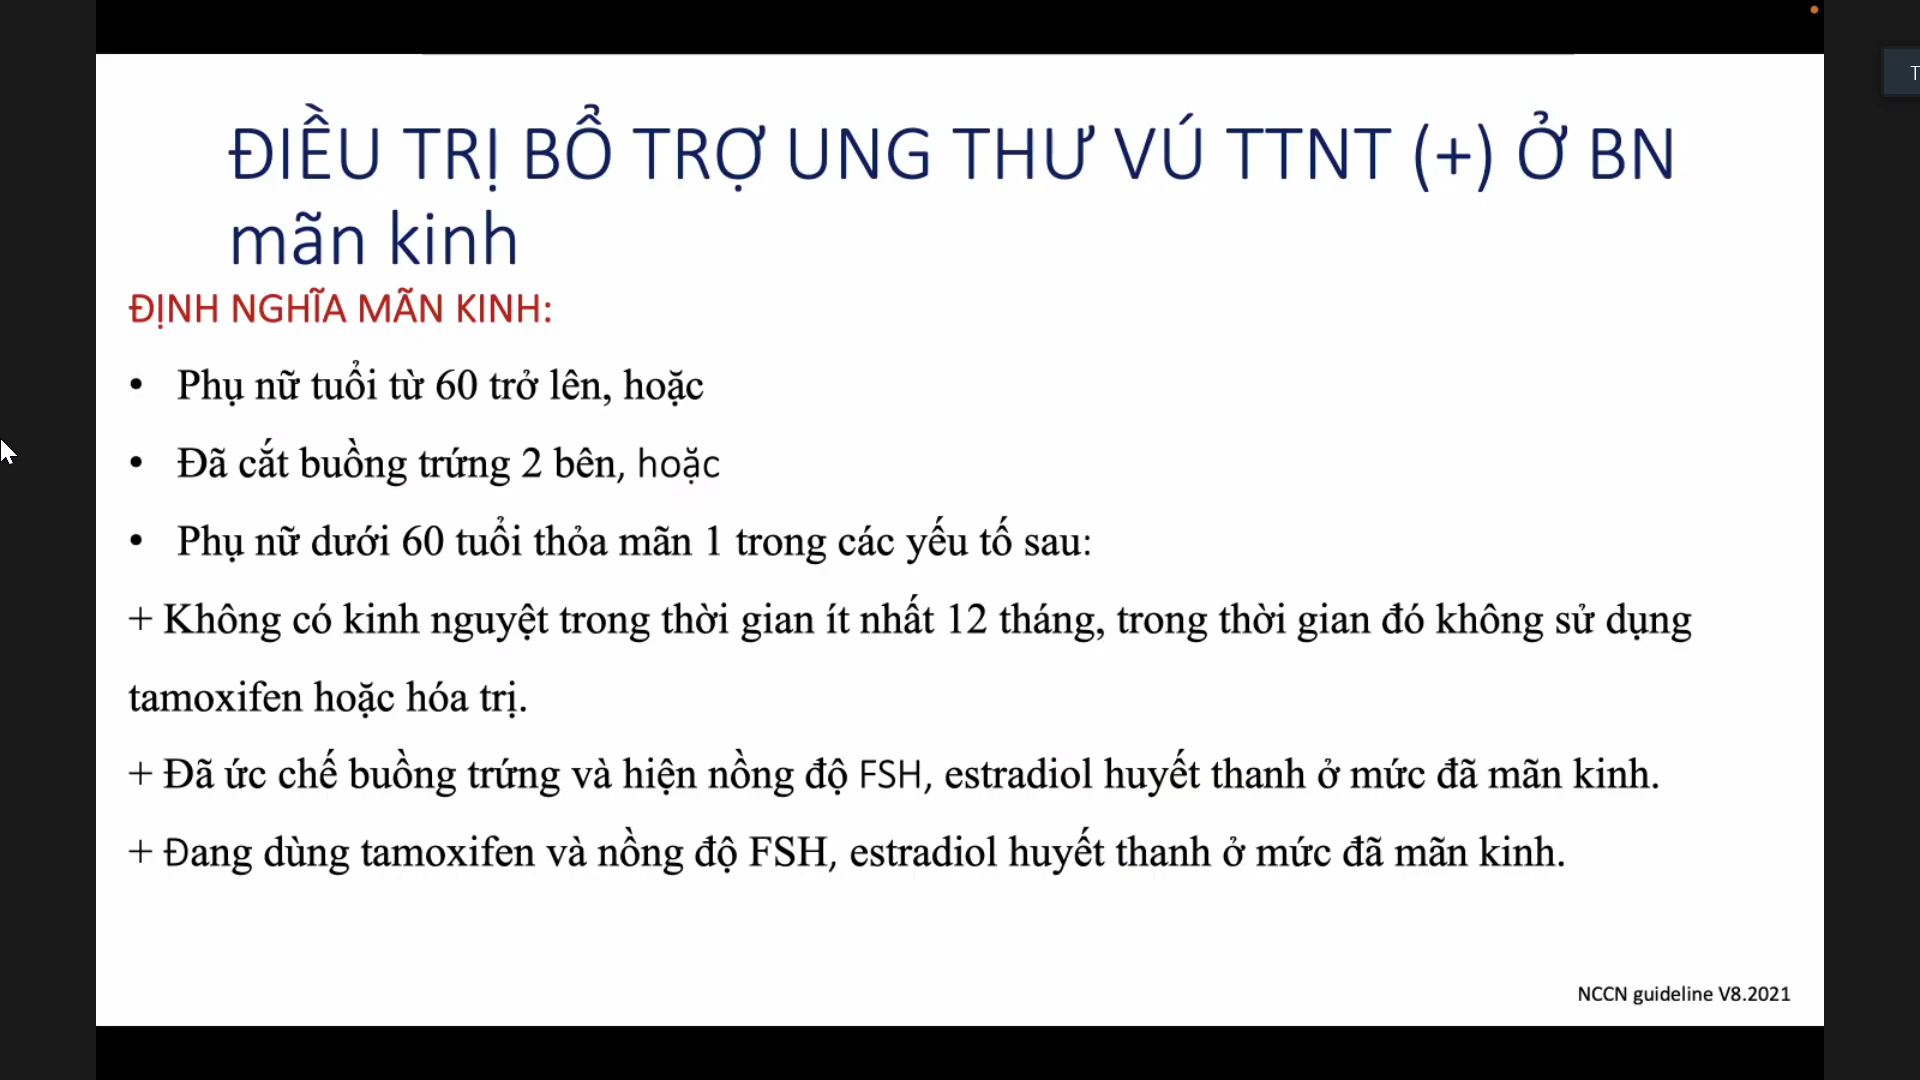 T
ĐIỀU TRỊ BỔ TRỢ UNG THƯ VÚ TTNT (+) Ở BN
mãn kinh
ĐỊNH NGHĨA MÃN KINH:
• Phụ nữ tuổi từ 60 trở lên, hoặc
• Đã cắt buồng trứng 2 bên, hoặc
• Phụ nữ dưới 60 tuổi thỏa mãn 1 trong các yếu tố sau:
+ Không có kinh nguyệt trong thời gian ít nhất 12 tháng, trong thời gian đó không sử dụng
tamoxifen hoặc hóa trị.
+ Đã ức chế buồng trứng và hiện nồng độ FSH, estradiol huyết thanh ở mức đã mãn kinh.
+ Đang dùng tamoxifen và nồng độ FSH, estradiol huyết thanh ở mức đã mãn kinh.
NCCN guideline V8.2021